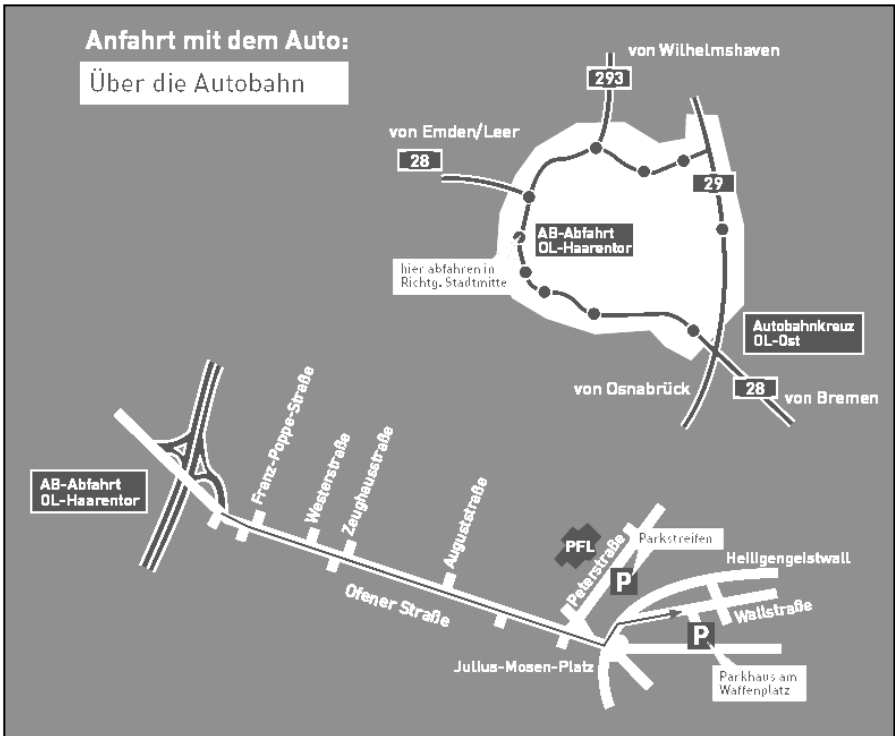 Anfahrt mit dem Auto:
Über die Autobahn
von Wilhelmshaven
293
von Emden/Leer
28
29
AB-Abfahrt
OL-Haarentor
hier abfahren in
Richtg. Stadtmitte
Autobahnkreuz
OL-Ost
von Osnabrück
28
von Bremen
AB-Abfahrt
OL-Haarentor
Franz-Poppe-Straße
Westerstraße
Zeughausstraße
Auguststraße
Ofener Straße
PFL
Peterstraße
Parkstreifen
P
Heiligengeistwall
Wallstraße
P
Julius-Mosen-Platz
Parkhaus am
Waffenplatz